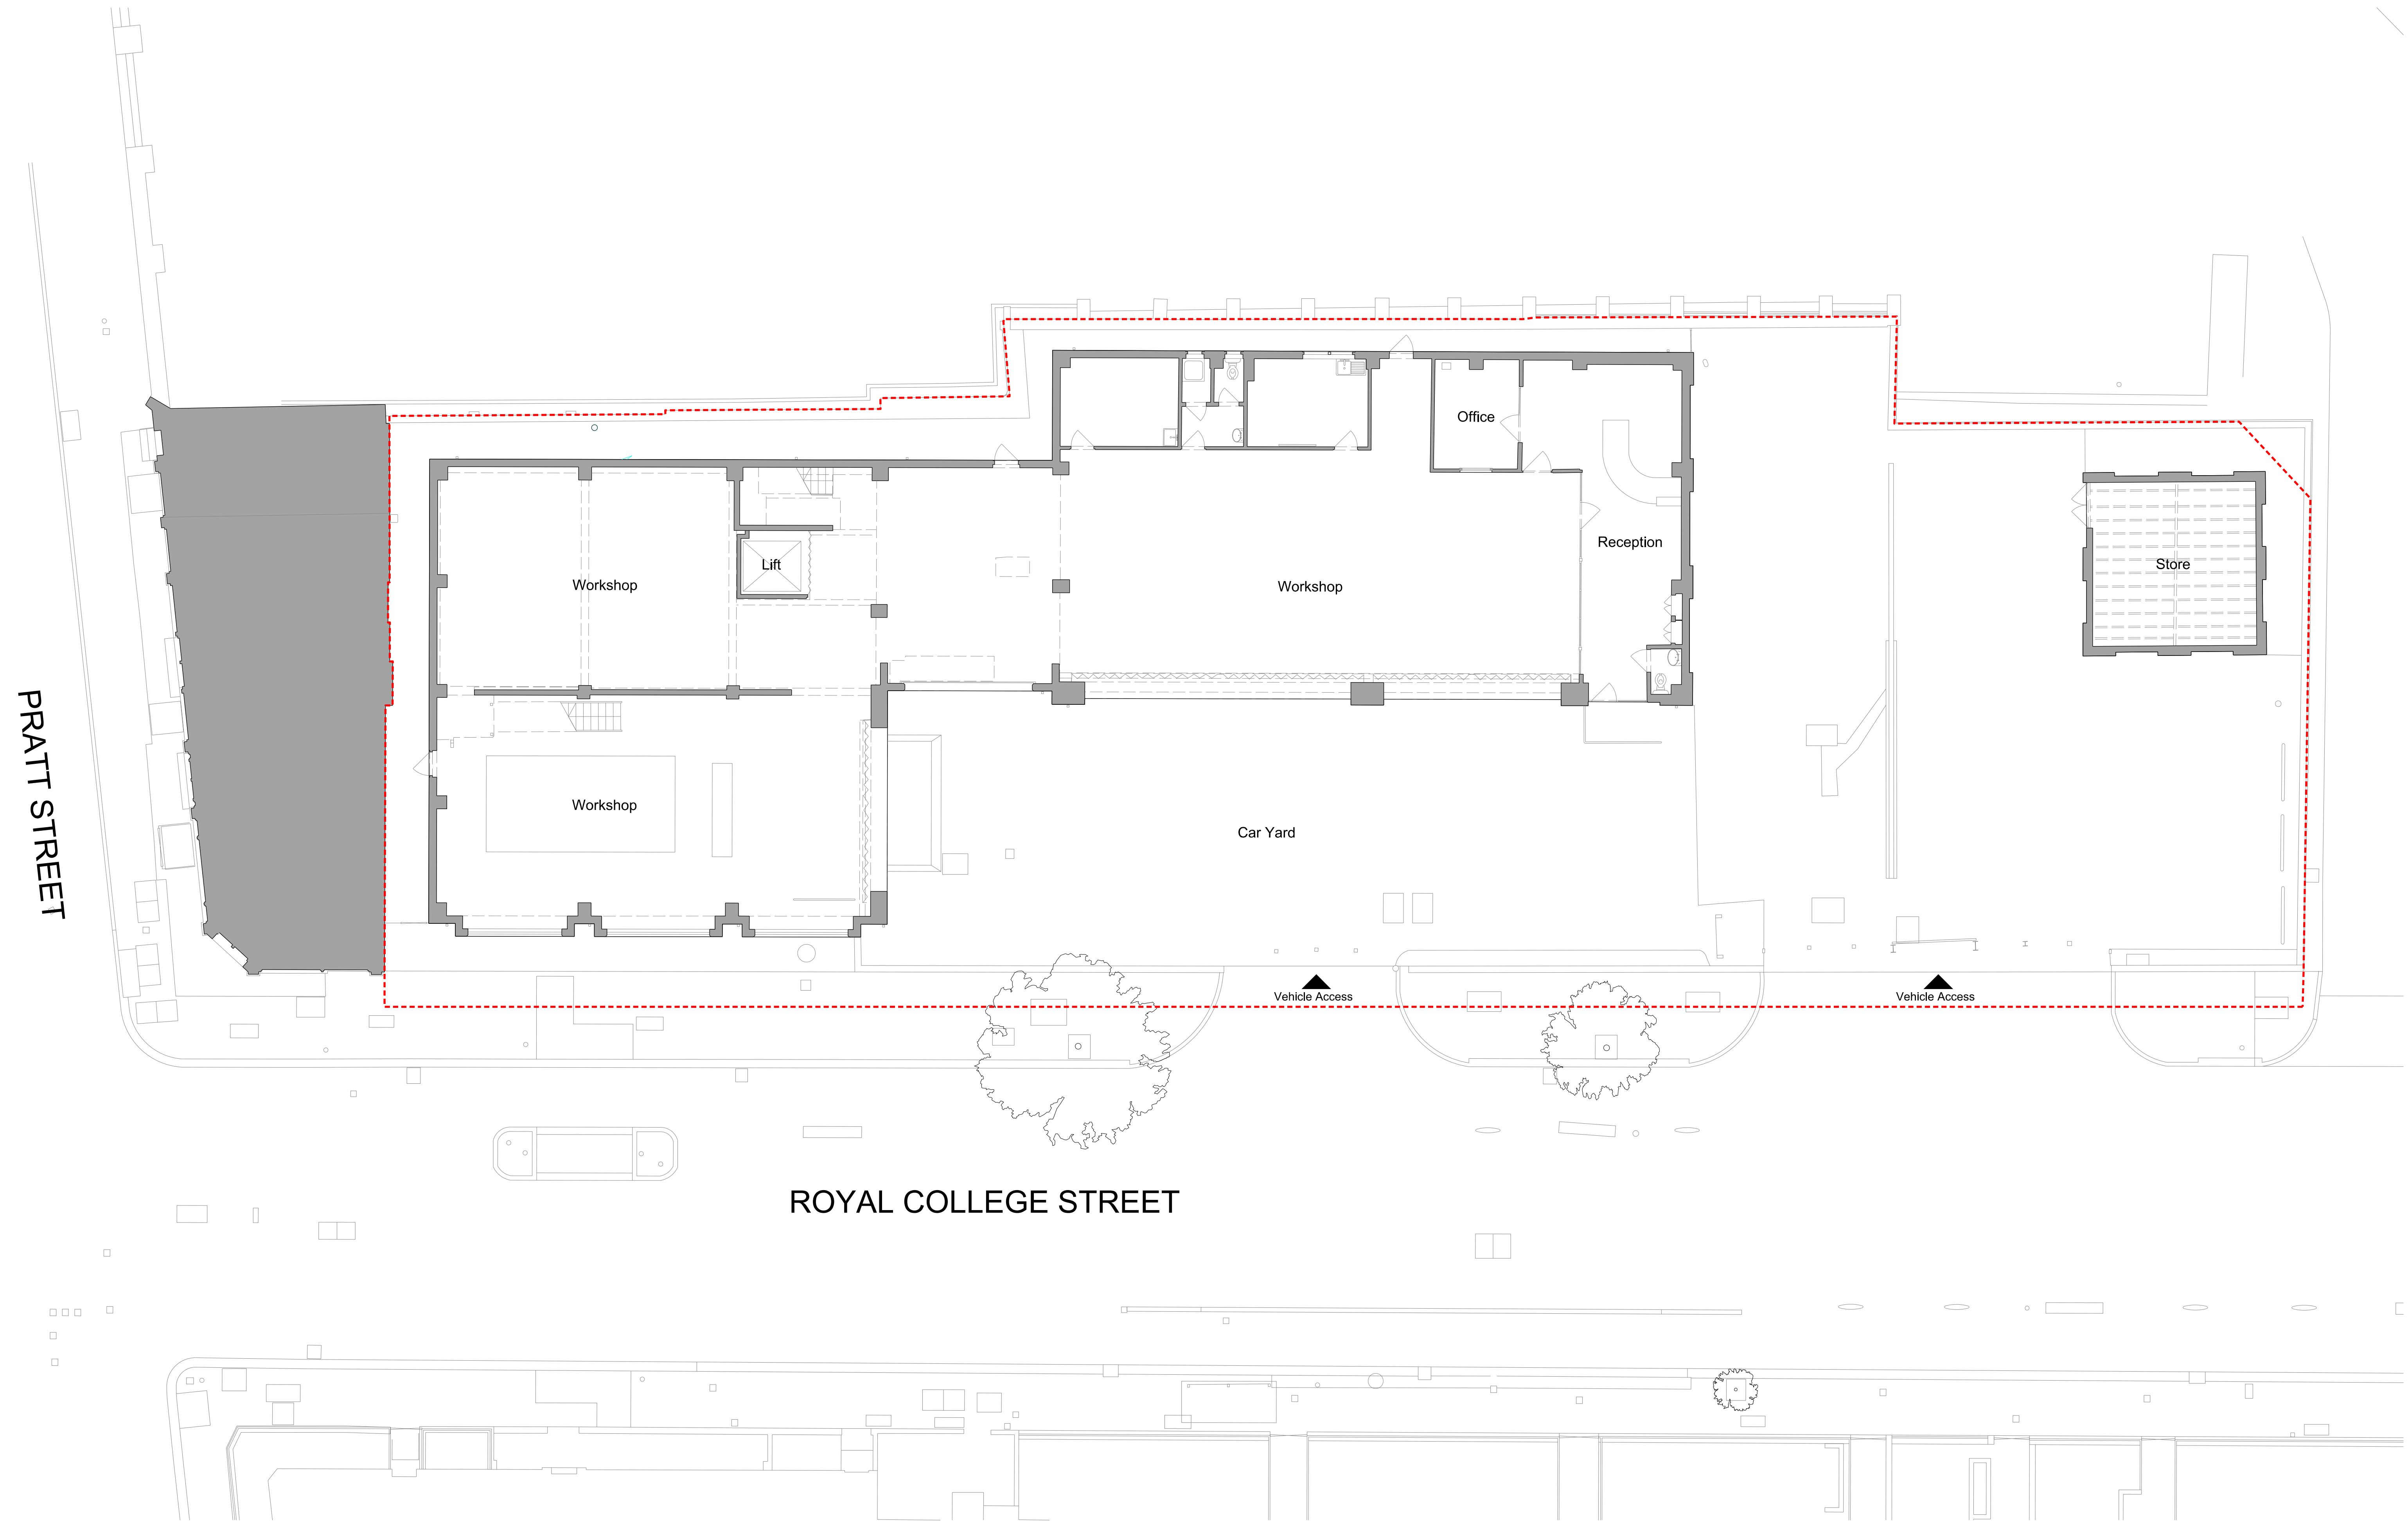 Office
Reception
Lift
Store
Workshop
Workshop
Workshop
Car Yard
PRATT STREET
Vehicle Access
Vehicle Access
ROYAL COLLEGE STREET